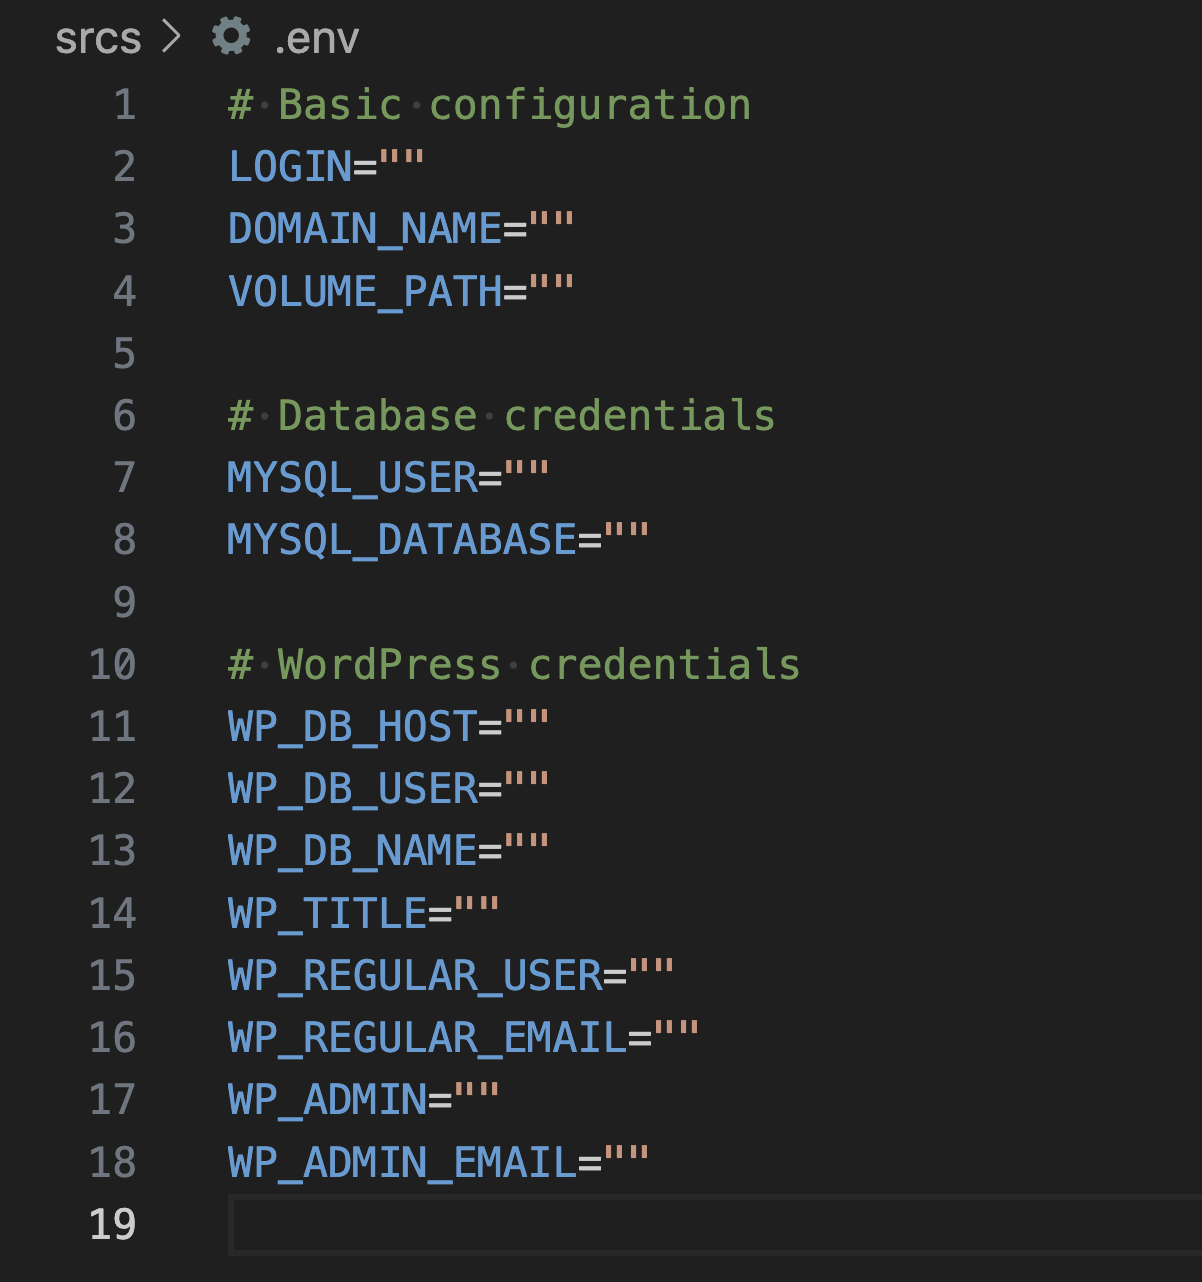 srcs > .env
1 # Basic configuration
2 LOGIN=""
3 DOMAIN_NAME=""
4 VOLUME_PATH=""
5
6 # Database credentials
7 MYSQL_USER=""
8 MYSQL_DATABASE=""
9
10 # WordPress credentials
11 WP_DB_HOST=""
12 WP_DB_USER=""
13 WP_DB_NAME=""
14 WP_TITLE=""
15 WP_REGULAR_USER=""
16 WP_REGULAR_EMAIL=""
17 WP_ADMIN=""
18 WP_ADMIN_EMAIL=""
19